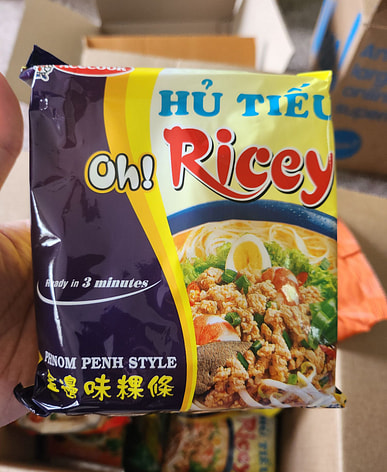 HỦ TIẾU
Oh! Ricey
Ready in 3 minutes
PHNOM PENH STYLE
金邊味粿條